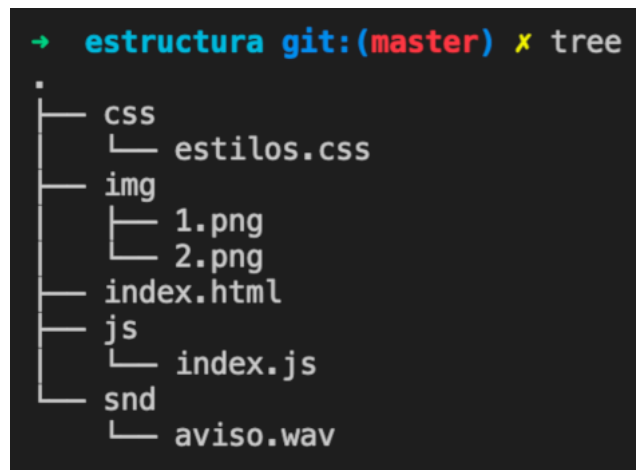 → estructura git:(master) ✗ tree
.
├── css
│   └── estilos.css
├── img
│   ├── 1.png
│   └── 2.png
├── index.html
├── js
│   └── index.js
└── snd
    └── aviso.wav